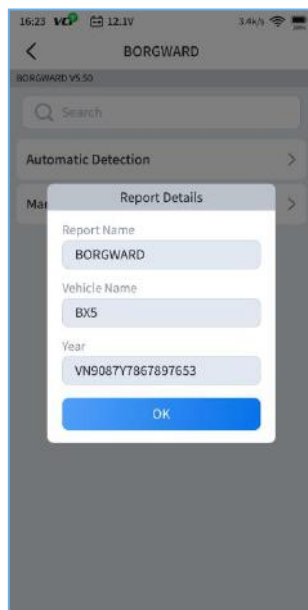 16:23 VCI 12.1V 3.4k/s
BORGWARD
BORGWARD V5.50
Search
Automatic Detection
Report Details
Report Name
BORGWARD
Vehicle Name
BX5
Year
VN9087Y7867897653
OK